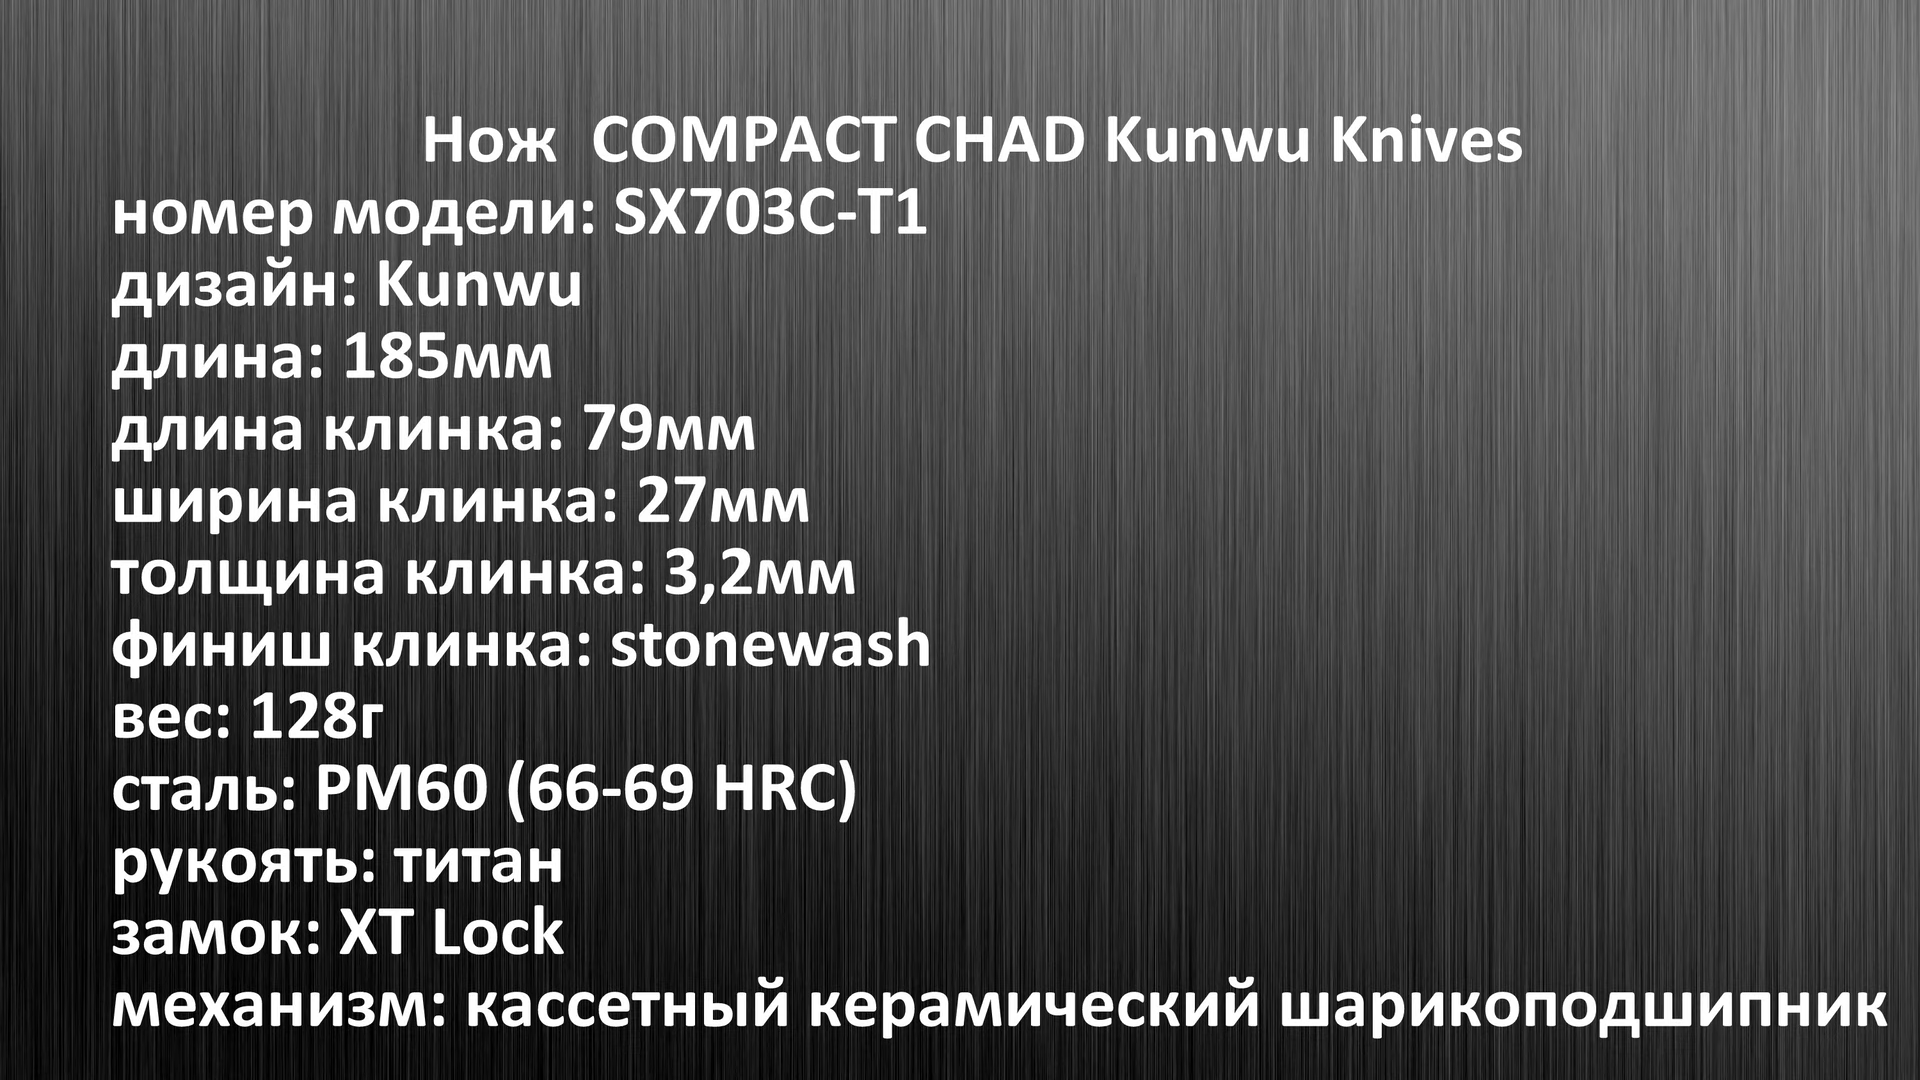 Нож  COMPACT CHAD Kunwu Knives
номер модели: SX703C-T1
дизайн: Kunwu
длина: 185мм
длина клинка: 79мм
ширина клинка: 27мм
толщина клинка: 3,2мм
финиш клинка: stonewash
вес: 128г
сталь: PM60 (66-69 HRC)
рукоять: титан
замок: XT Lock
механизм: кассетный керамический шарикоподшипник